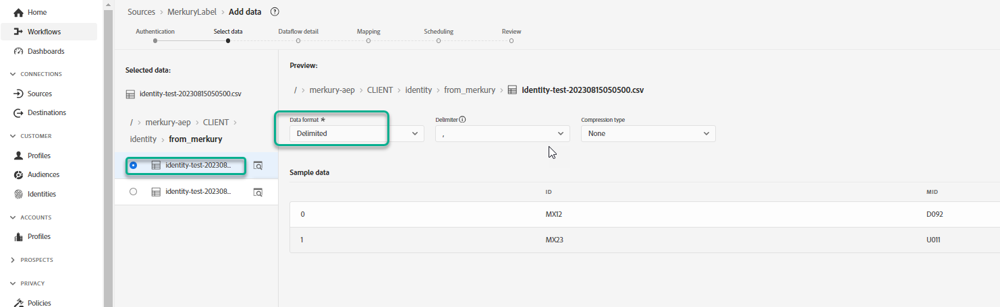 Home
Workflows
Dashboards
CONNECTIONS
Sources
Destinations
CUSTOMER
Profiles
Audiences
Identities
ACCOUNTS
Profiles
PROSPECTS
PRIVACY
Policies
Sources > MerkuryLabel > Add data ?
Authentication Select data Dataflow detail Mapping Scheduling Review
Selected data:
identity-test-20230815050500.csv
/ > merkury-aep > CLIENT >
identity > from_merkury
identity-test-202308...
identity-test-202308...
Preview:
/ > merkury-aep > CLIENT > identity > from_merkury > identity-test-20230815050500.csv
Data format * Delimiter Compression type
Delimited , None
Sample data
ID MID
0 MX12 D092
1 MX23 U011